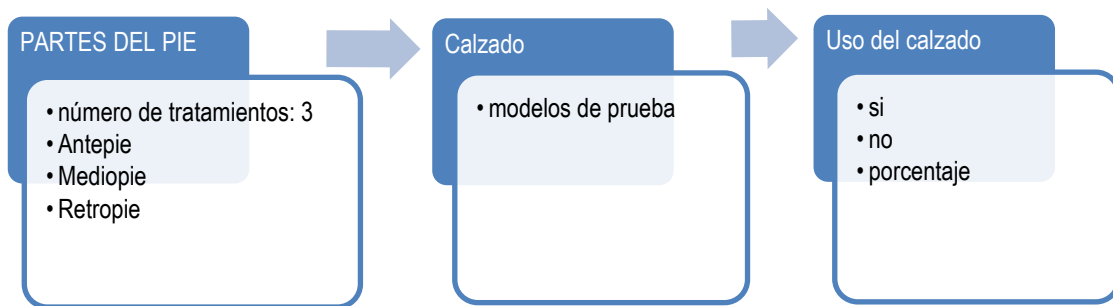 PARTES DEL PIE
• número de tratamientos: 3
• Antepie
• Mediopie
• Retropie
Calzado
• modelos de prueba
Uso del calzado
• si
• no
• porcentaje